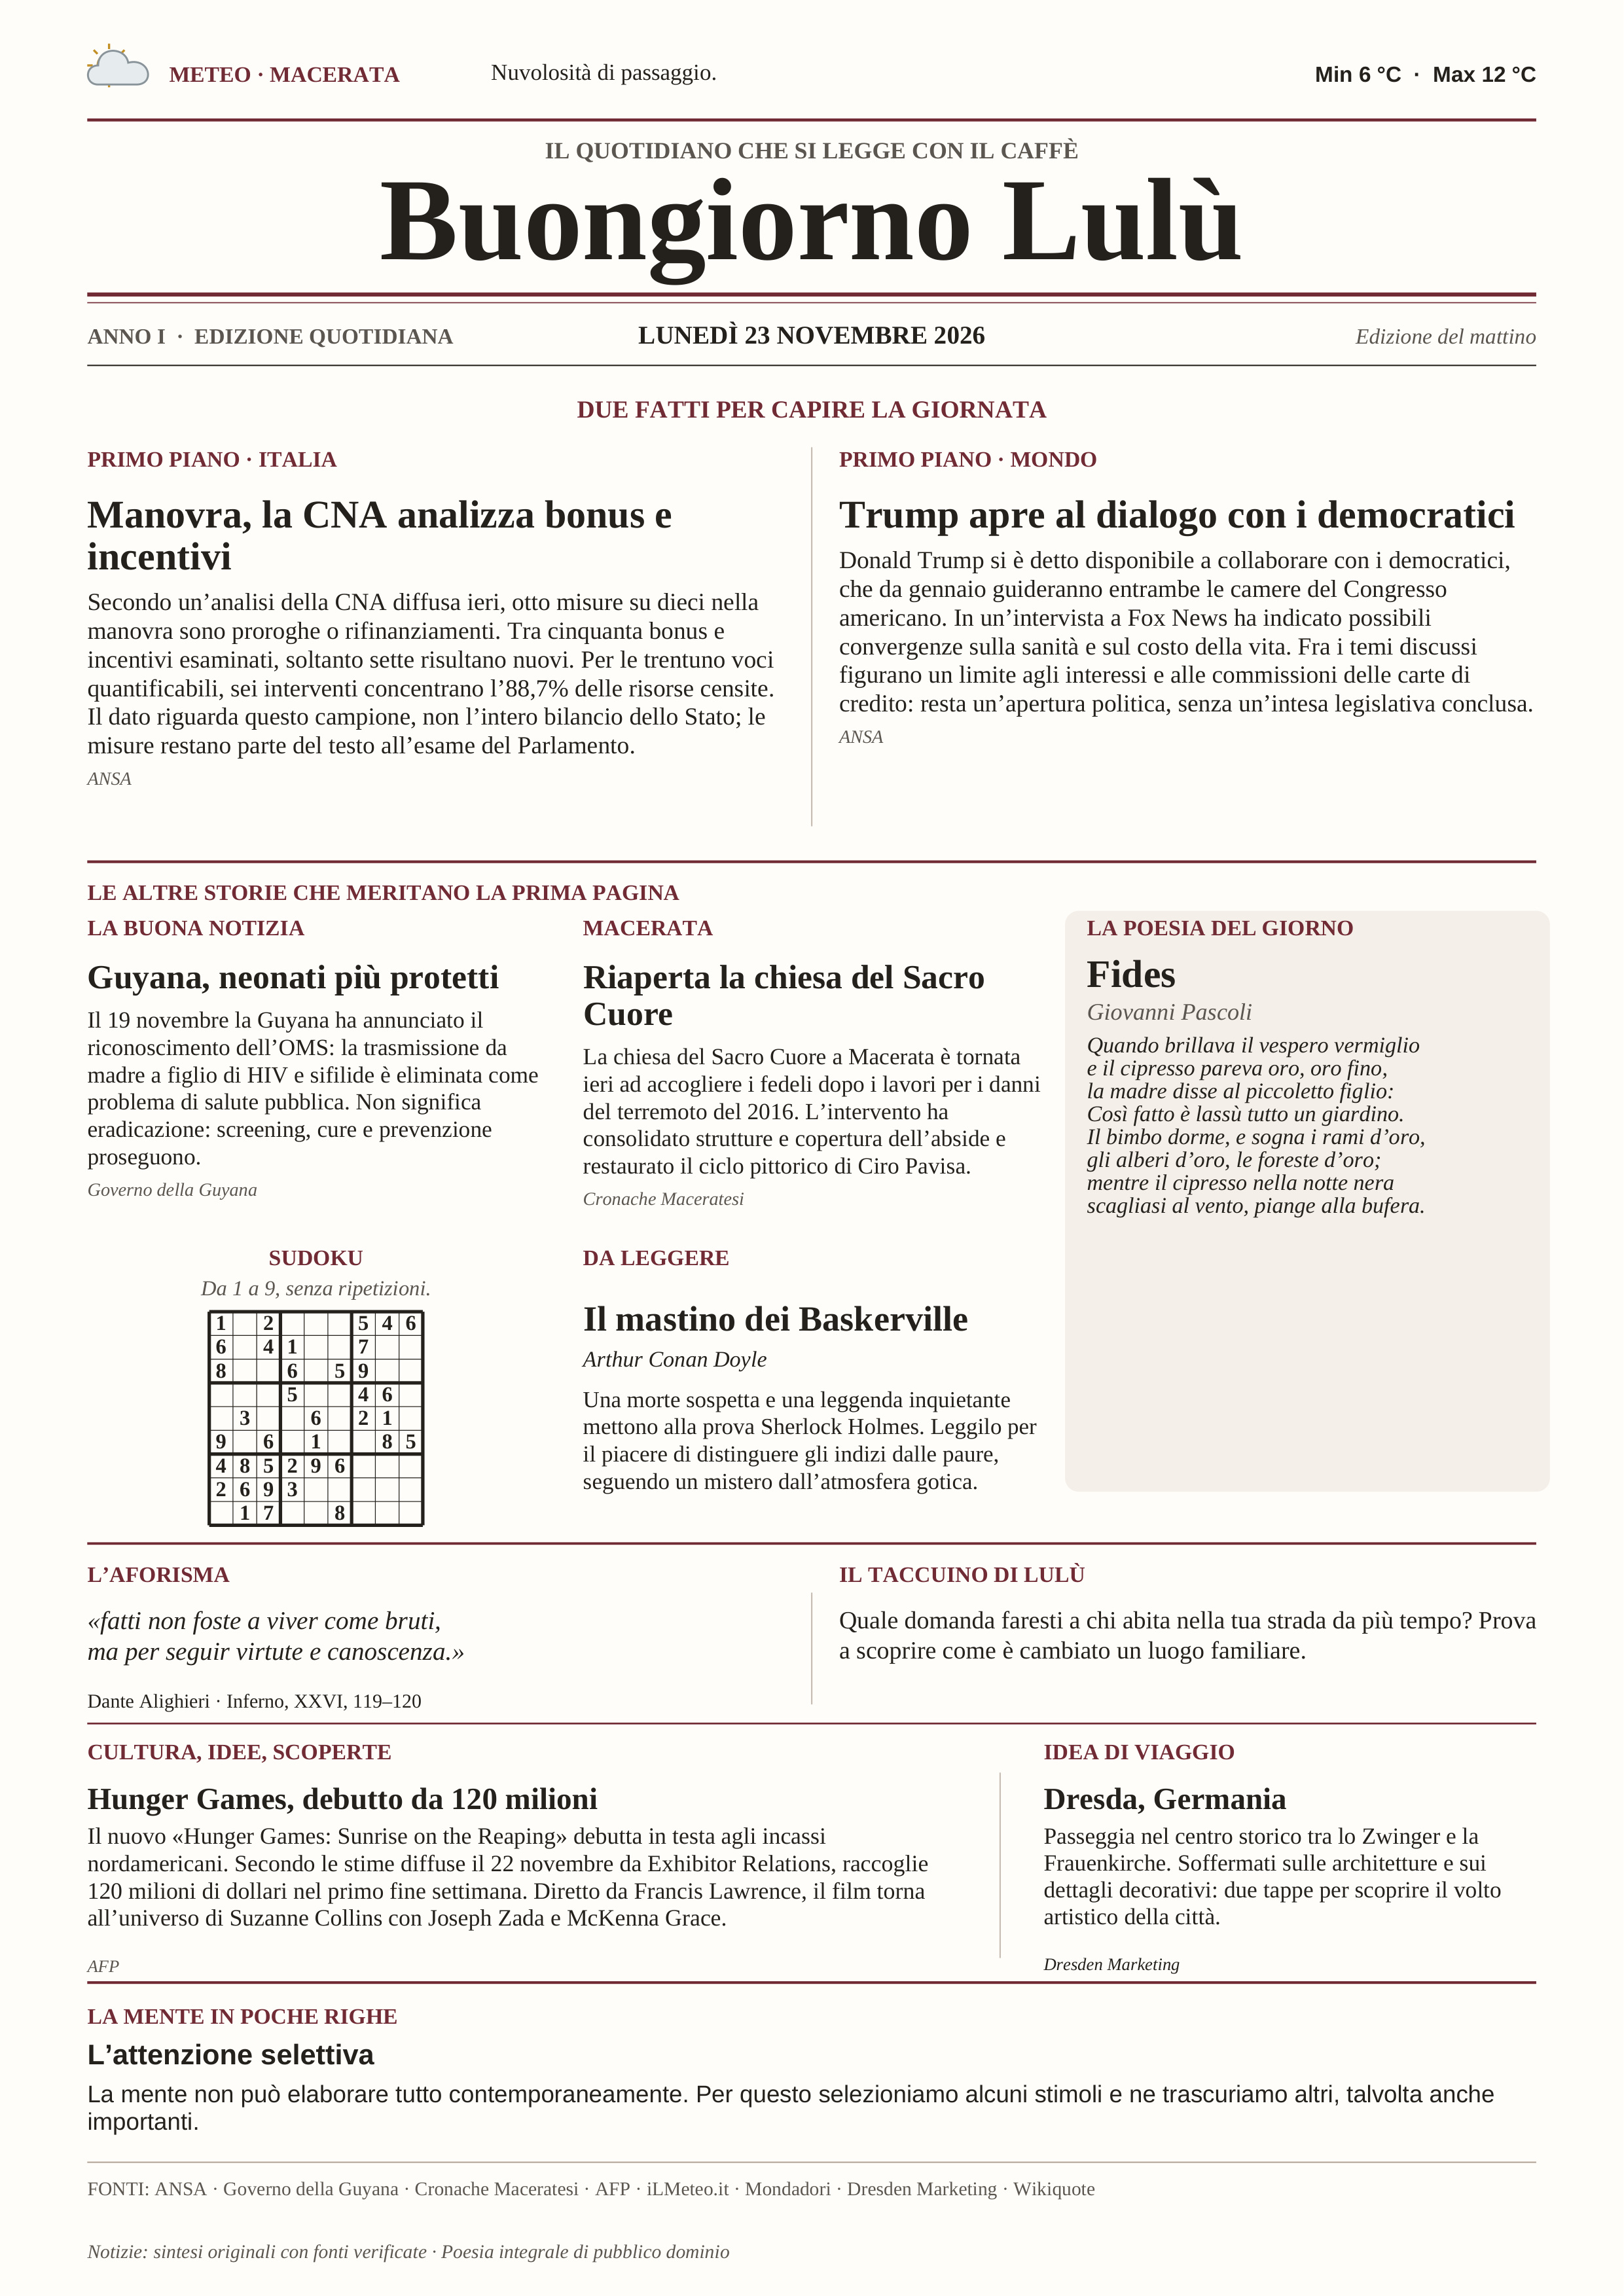 METEO · MACERATA
Nuvolosità di passaggio.
Min 6 °C · Max 12 °C
IL QUOTIDIANO CHE SI LEGGE CON IL CAFFÈ
Buongiorno Lulù
ANNO I · EDIZIONE QUOTIDIANA
LUNEDÌ 23 NOVEMBRE 2026
Edizione del mattino
DUE FATTI PER CAPIRE LA GIORNATA
PRIMO PIANO · ITALIA
Manovra, la CNA analizza bonus e
incentivi
Secondo un’analisi della CNA diffusa ieri, otto misure su dieci nella
manovra sono proroghe o rifinanziamenti. Tra cinquanta bonus e
incentivi esaminati, soltanto sette risultano nuovi. Per le trentuno voci
quantificabili, sei interventi concentrano l’88,7% delle risorse censite.
Il dato riguarda questo campione, non l’intero bilancio dello Stato; le
misure restano parte del testo all’esame del Parlamento.
ANSA
PRIMO PIANO · MONDO
Trump apre al dialogo con i democratici
Donald Trump si è detto disponibile a collaborare con i democratici,
che da gennaio guideranno entrambe le camere del Congresso
americano. In un’intervista a Fox News ha indicato possibili
convergenze sulla sanità e sul costo della vita. Fra i temi discussi
figurano un limite agli interessi e alle commissioni delle carte di
credito: resta un’apertura politica, senza un’intesa legislativa conclusa.
ANSA
LE ALTRE STORIE CHE MERITANO LA PRIMA PAGINA
LA BUONA NOTIZIA
Guyana, neonati più protetti
Il 19 novembre la Guyana ha annunciato il
riconoscimento dell’OMS: la trasmissione da
madre a figlio di HIV e sifilide è eliminata come
problema di salute pubblica. Non significa
eradicazione: screening, cure e prevenzione
proseguono.
Governo della Guyana
MACERATA
Riaperta la chiesa del Sacro
Cuore
La chiesa del Sacro Cuore a Macerata è tornata
ieri ad accogliere i fedeli dopo i lavori per i danni
del terremoto del 2016. L’intervento ha
consolidato strutture e copertura dell’abside e
restaurato il ciclo pittorico di Ciro Pavisa.
Cronache Maceratesi
LA POESIA DEL GIORNO
Fides
Giovanni Pascoli
Quando brillava il vespero vermiglio
e il cipresso pareva oro, oro fino,
la madre disse al piccoletto figlio:
Così fatto è lassù tutto un giardino.
Il bimbo dorme, e sogna i rami d’oro,
gli alberi d’oro, le foreste d’oro;
mentre il cipresso nella notte nera
scagliasi al vento, piange alla bufera.
SUDOKU
Da 1 a 9, senza ripetizioni.
1 2 5 4 6
6 4 1 7
8 6 5 9
5 4 6
3 6 2 1
9 6 1 8 5
4 8 5 2 9 6
2 6 9 3
1 7 8
DA LEGGERE
Il mastino dei Baskerville
Arthur Conan Doyle
Una morte sospetta e una leggenda inquietante
mettono alla prova Sherlock Holmes. Leggilo per
il piacere di distinguere gli indizi dalle paure,
seguendo un mistero dall’atmosfera gotica.
L’AFORISMA
«fatti non foste a viver come bruti,
ma per seguir virtute e canoscenza.»
Dante Alighieri · Inferno, XXVI, 119–120
IL TACCUINO DI LULÙ
Quale domanda faresti a chi abita nella tua strada da più tempo? Prova
a scoprire come è cambiato un luogo familiare.
CULTURA, IDEE, SCOPERTE
Hunger Games, debutto da 120 milioni
Il nuovo «Hunger Games: Sunrise on the Reaping» debutta in testa agli incassi
nordamericani. Secondo le stime diffuse il 22 novembre da Exhibitor Relations, raccoglie
120 milioni di dollari nel primo fine settimana. Diretto da Francis Lawrence, il film torna
all’universo di Suzanne Collins con Joseph Zada e McKenna Grace.
AFP
IDEA DI VIAGGIO
Dresda, Germania
Passeggia nel centro storico tra lo Zwinger e la
Frauenkirche. Soffermati sulle architetture e sui
dettagli decorativi: due tappe per scoprire il volto
artistico della città.
Dresden Marketing
LA MENTE IN POCHE RIGHE
L’attenzione selettiva
La mente non può elaborare tutto contemporaneamente. Per questo selezioniamo alcuni stimoli e ne trascuriamo altri, talvolta anche
importanti.
FONTI: ANSA · Governo della Guyana · Cronache Maceratesi · AFP · iLMeteo.it · Mondadori · Dresden Marketing · Wikiquote
Notizie: sintesi originali con fonti verificate · Poesia integrale di pubblico dominio